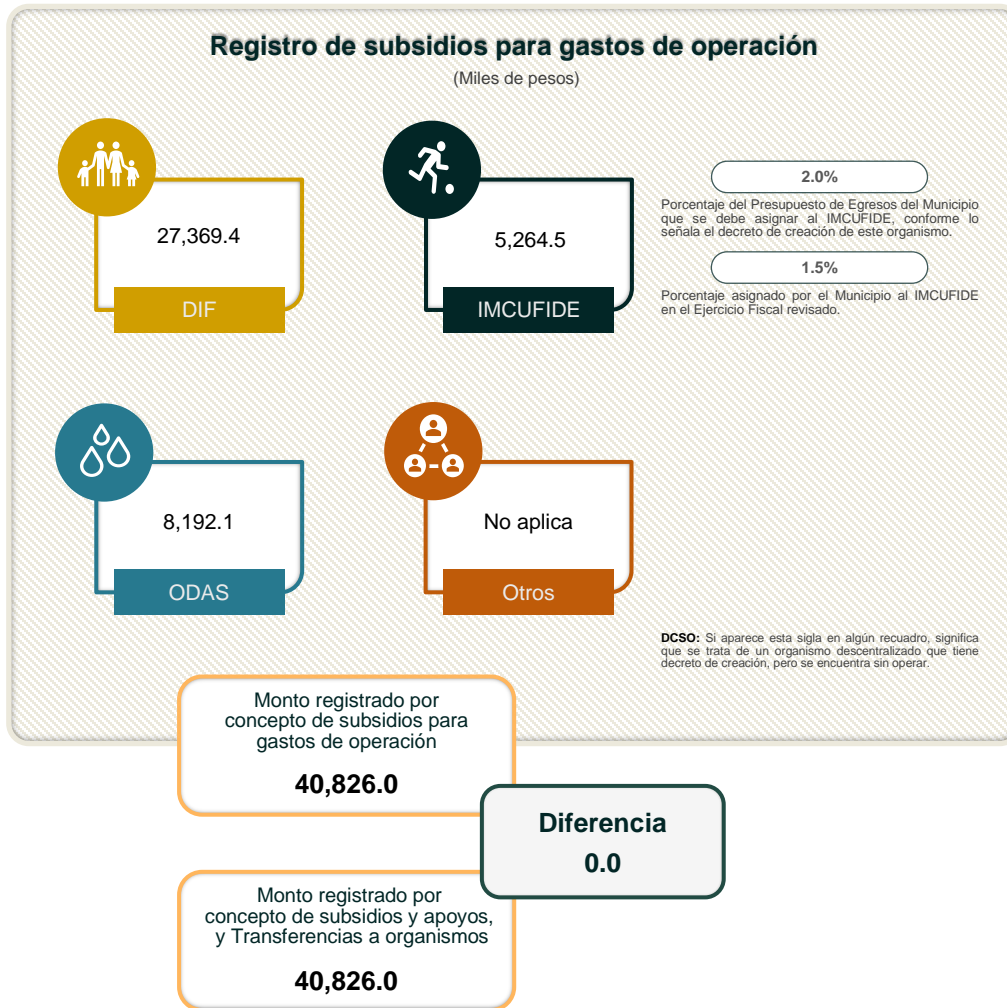 Registro de subsidios para gastos de operación
(Miles de pesos)
27,369.4
DIF
5,264.5
IMCUFIDE
2.0%
Porcentaje del Presupuesto de Egresos del Municipio
que se debe asignar al IMCUFIDE, conforme lo
señala el decreto de creación de este organismo.
1.5%
Porcentaje asignado por el Municipio al IMCUFIDE
en el Ejercicio Fiscal revisado.
8,192.1
ODAS
No aplica
Otros
DCSO: Si aparece esta sigla en algún recuadro, significa
que se trata de un organismo descentralizado que tiene
decreto de creación, pero se encuentra sin operar.
Monto registrado por
concepto de subsidios para
gastos de operación
40,826.0
Diferencia
0.0
Monto registrado por
concepto de subsidios y apoyos,
y Transferencias a organismos
40,826.0